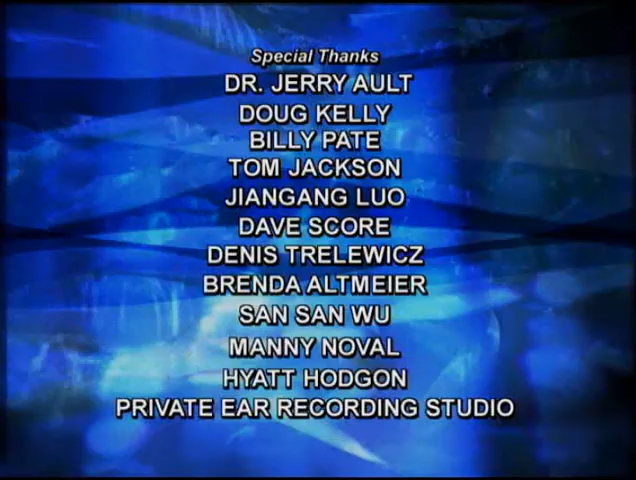 Special Thanks
DR. JERRY AULT
DOUG KELLY
BILLY PATE
TOM JACKSON
JIANGANG LUO
DAVE SCORE
DENIS TRELEWICZ
BRENDA ALTMEIER
SAN SAN WU
MANNY NOVAL
HYATT HODGON
PRIVATE EAR RECORDING STUDIO